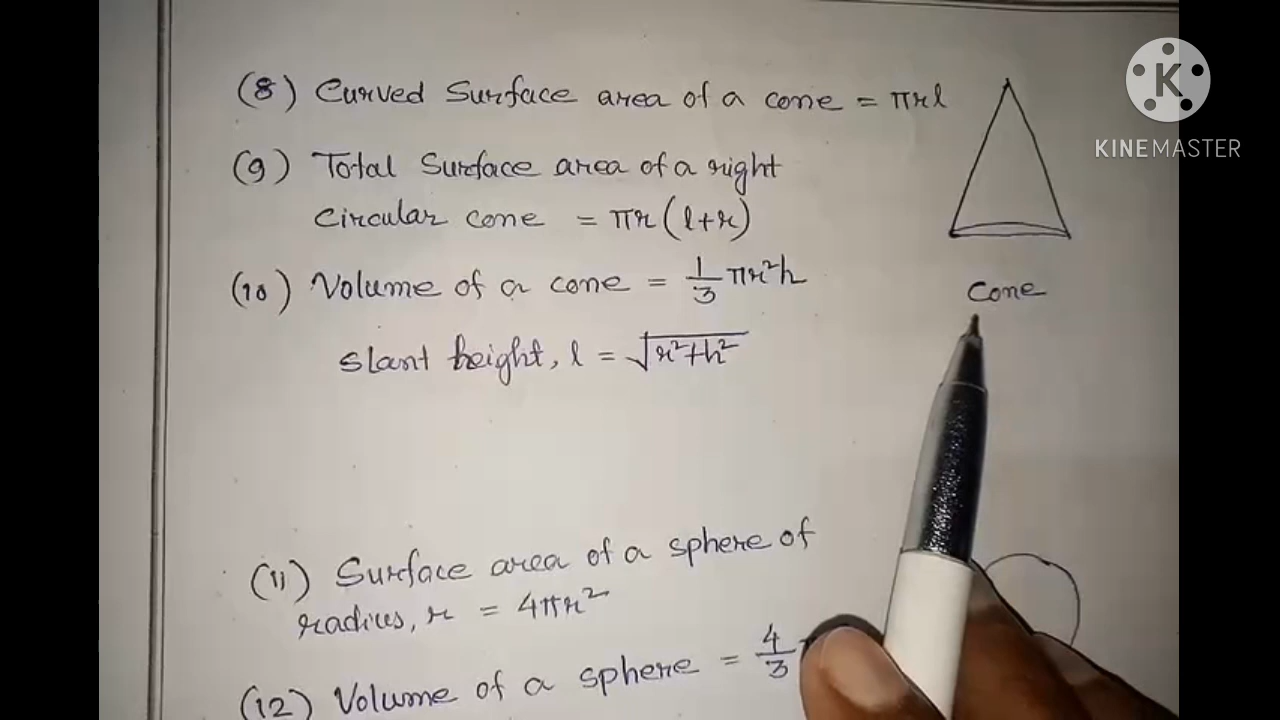 (8) Curved Surface area of a cone = πrl
(9) Total Surface area of a right
circular cone = πr(l+r)
(10) Volume of a cone = 1/3 πr²h
slant height, l = √r²+h²
cone
(11) Surface area of a sphere of
radius, r = 4πr²
(12) Volume of a sphere = 4/3
K
KINEMASTER